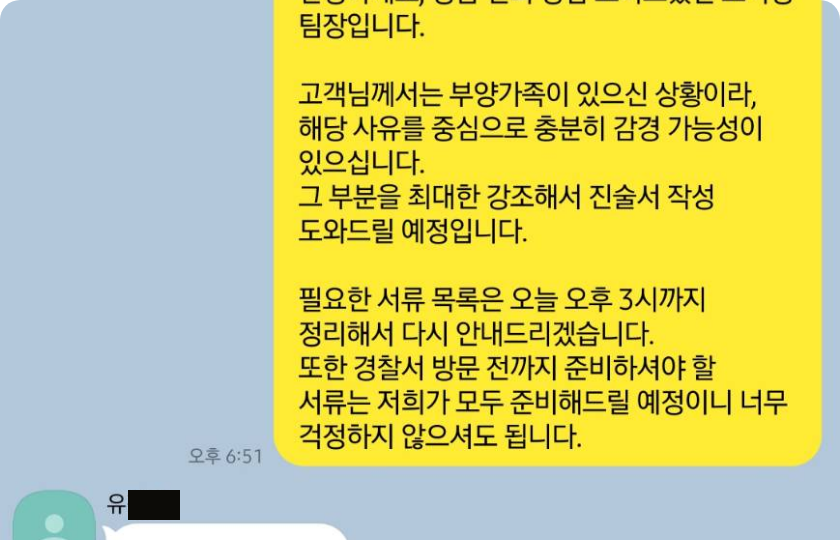 팀장입니다.
고객님께서는 부양가족이 있으신 상황이라,
해당 사유를 중심으로 충분히 감경 가능성이
있으십니다.
그 부분을 최대한 강조해서 진술서 작성
도와드릴 예정입니다.
필요한 서류 목록은 오늘 오후 3시까지
정리해서 다시 안내드리겠습니다.
또한 경찰서 방문 전까지 준비하셔야 할
서류는 저희가 모두 준비해드릴 예정이니 너무
걱정하지 않으셔도 됩니다.
오후 6:51
유